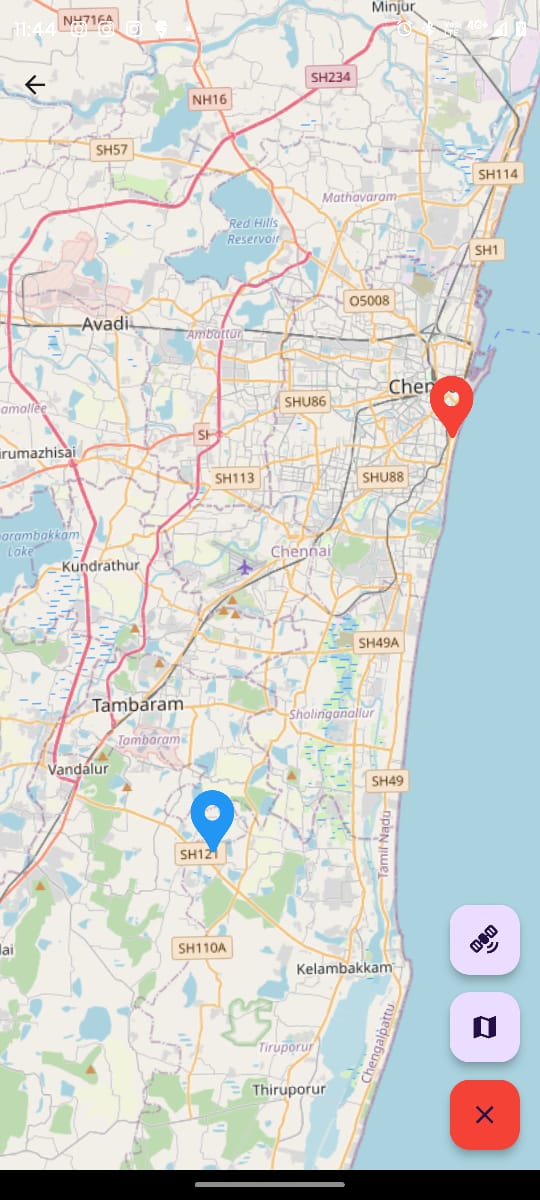 Minjur
11:44
4G+
NH716A
SH234
NH16
SH57
SH114
Mathavaram
Red Hills
Reservoir
SH1
O5008
Avadi
Ambattur
Chen
SHU86
amallee
SH
irumazhisai
SH113
SHU88
arambakkam
Lake
Chennai
Kundrathur
SH49A
Tambaram
Sholinganallur
Tambaram
Vandalur
SH49
Tamil Nadu
SH121
lai
SH110A
Kelambakkam
Chengalpattu
Tiruporur
Thiruporur